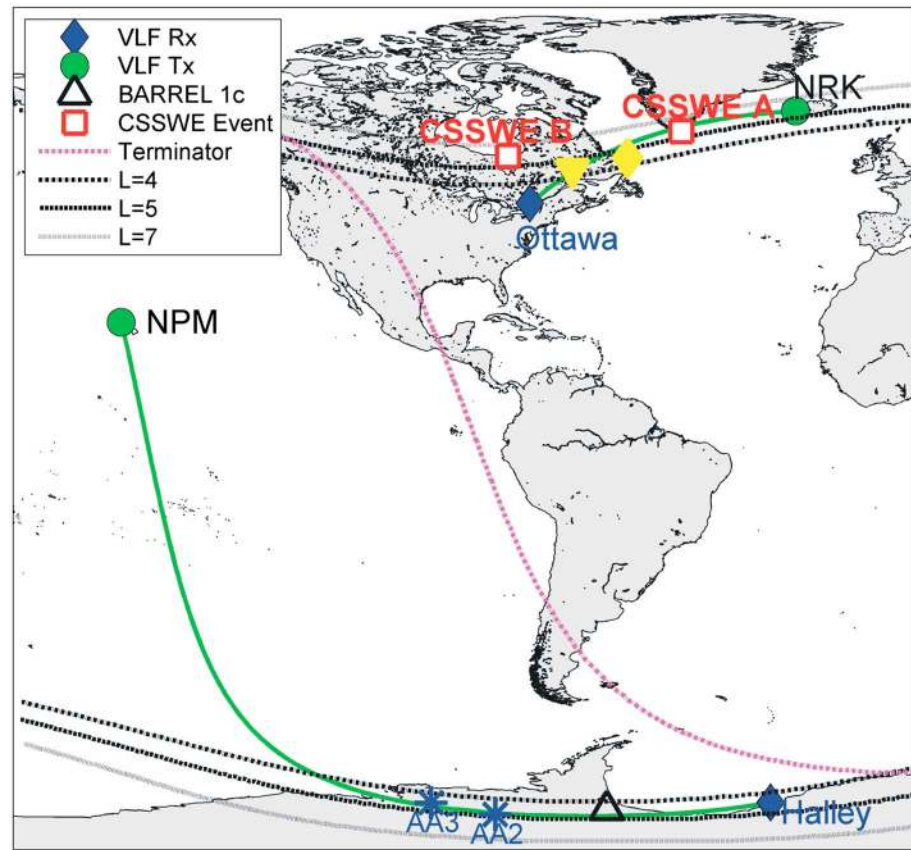 VLF Rx
VLF Tx
BARREL 1c
CSSWE Event
Terminator
L=4
L=5
L=7
NRK
CSSWE A
CSSWE B
Ottawa
NPM
AA3
AA2
Halley